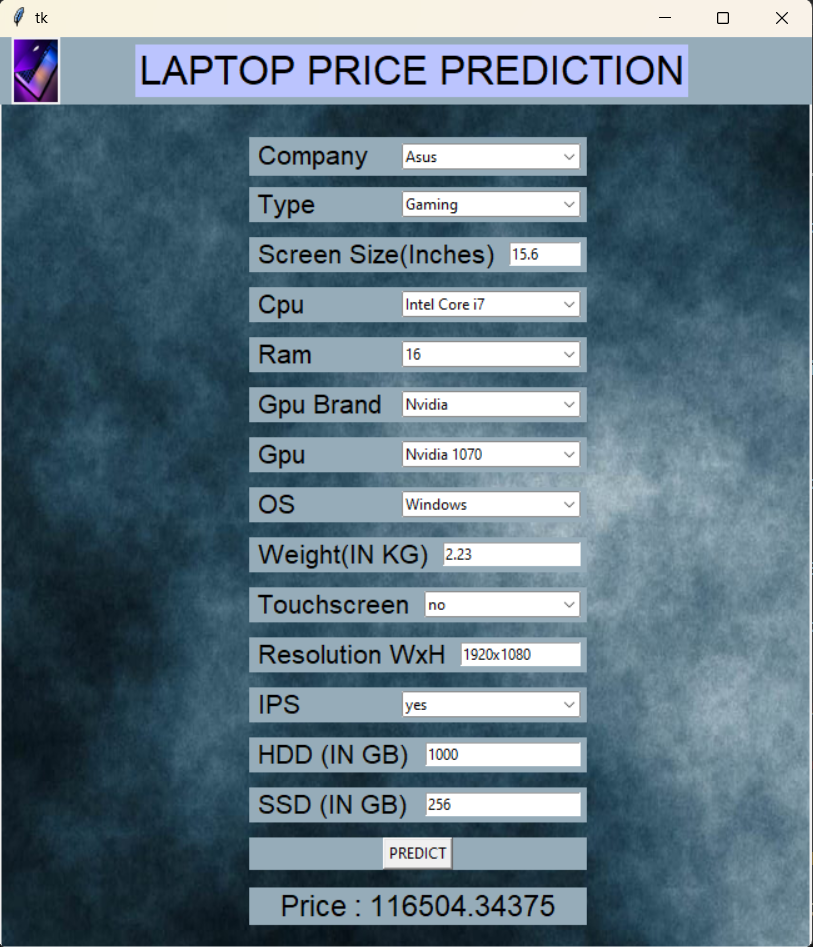 tk
LAPTOP PRICE PREDICTION
Company Asus
Type Gaming
Screen Size(Inches) 15.6
Cpu Intel Core i7
Ram 16
Gpu Brand Nvidia
Gpu Nvidia 1070
OS Windows
Weight(IN KG) 2.23
Touchscreen no
Resolution WxH 1920x1080
IPS yes
HDD (IN GB) 1000
SSD (IN GB) 256
PREDICT
Price : 116504.34375